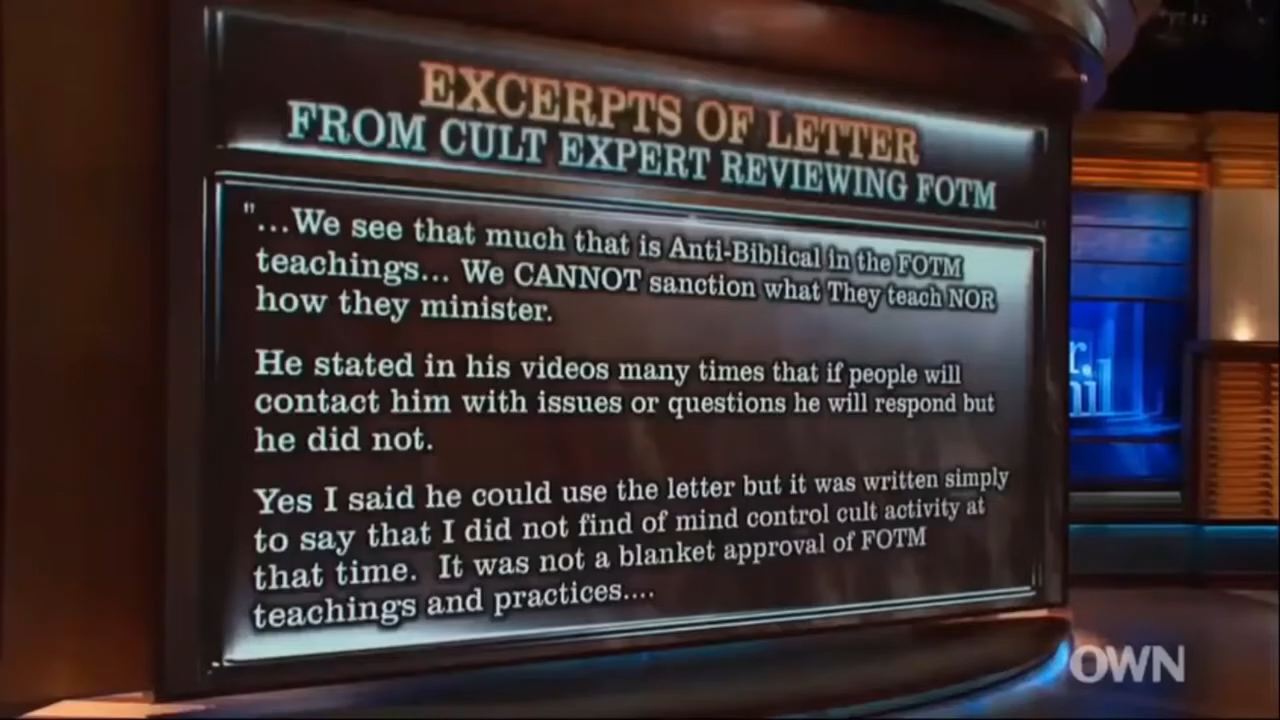 EXCERPTS OF LETTER
FROM CULT EXPERT REVIEWING FOTM
"...We see that much that is Anti-Biblical in the FOTM
teachings... We CANNOT sanction what They teach NOR
how they minister.
He stated in his videos many times that if people will
contact him with issues or questions he will respond but
he did not.
Yes I said he could use the letter but it was written simply
to say that I did not find of mind control cult activity at
that time. It was not a blanket approval of FOTM
teachings and practices....
OWN